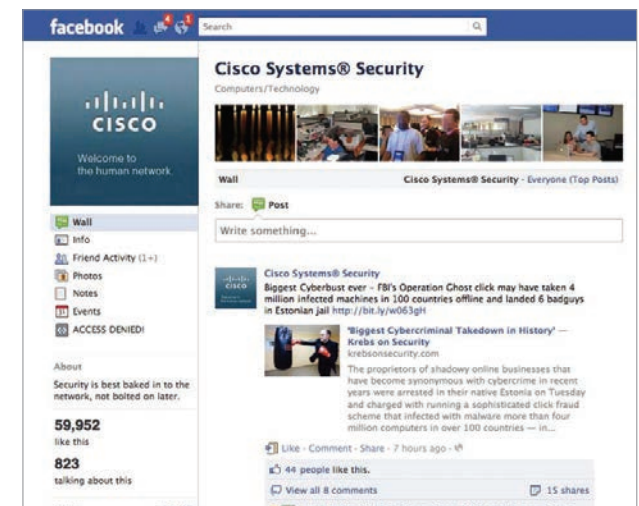 facebook
4
1
Search
CISCO
Welcome to
the human network.
Wall
Info
Friend Activity (1+)
Photos
Notes
Events
ACCESS DENIED!
About
Security is best baked in to the
network, not bolted on later.
59,952
like this
823
talking about this
Cisco Systems® Security
Computers/Technology
Wall
Cisco Systems® Security · Everyone (Top Posts)
Share: Post
Write something...
CISCO
Cisco Systems® Security
Biggest Cyberbust ever – FBI's Operation Ghost click may have taken 4
million infected machines in 100 countries offline and landed 6 badguys
in Estonian jail http://bit.ly/w063gH
'Biggest Cybercriminal Takedown in History' —
Krebs on Security
krebsonsecurity.com
The proprietors of shadowy online businesses that
have become synonymous with cybercrime in recent
years were arrested in their native Estonia on Tuesday
and charged with running a sophisticated click fraud
scheme that infected with malware more than four
million computers in over 100 countries — in...
Like · Comment · Share · 7 hours ago ·
44 people like this.
View all 8 comments
15 shares